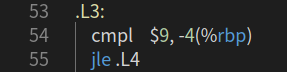 53 .L3:
54 cmpl $9, -4(%rbp)
55 jle .L4